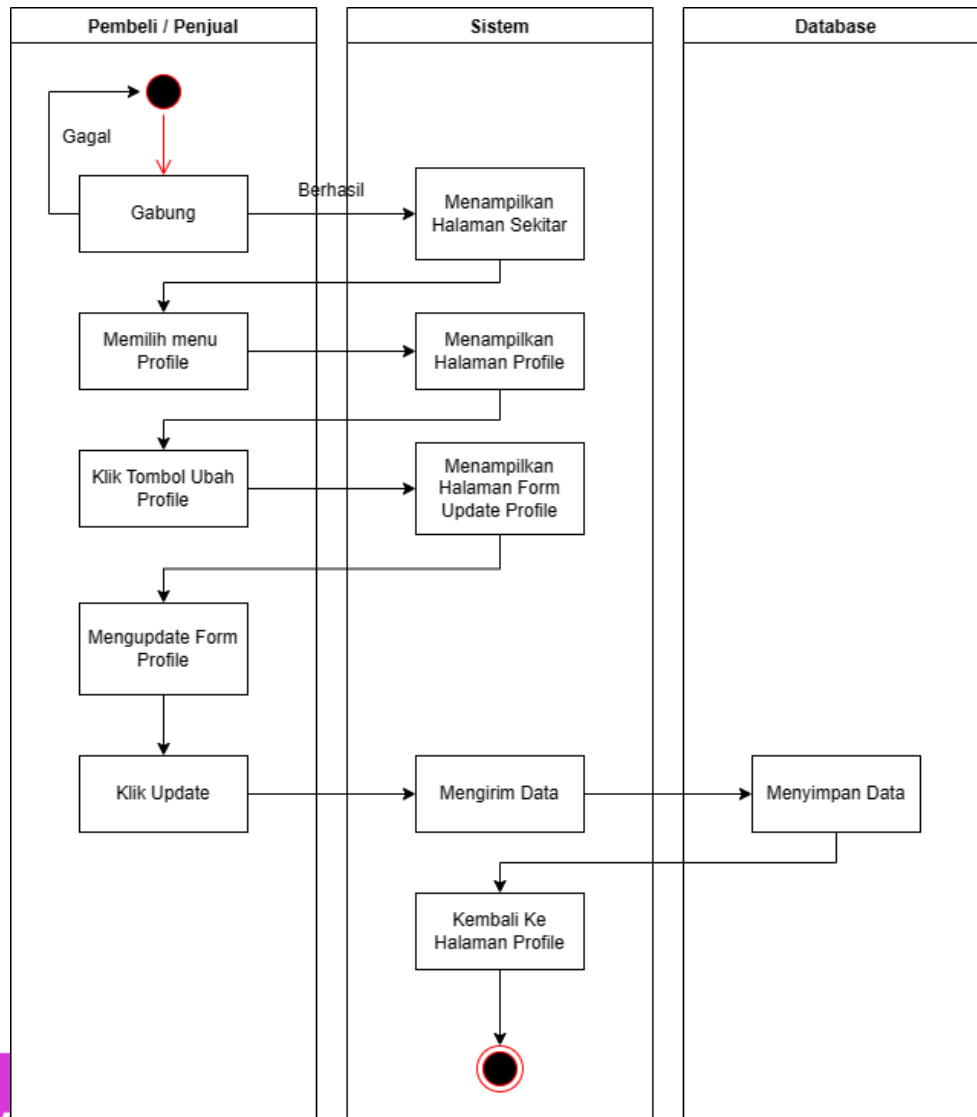 Pembeli / Penjual
Sistem
Database
Gagal
Gabung
Berhasil
Menampilkan
Halaman Sekitar
Memilih menu
Profile
Menampilkan
Halaman Profile
Klik Tombol Ubah
Profile
Menampilkan
Halaman Form
Update Profile
Mengupdate Form
Profile
Klik Update
Mengirim Data
Menyimpan Data
Kembali Ke
Halaman Profile